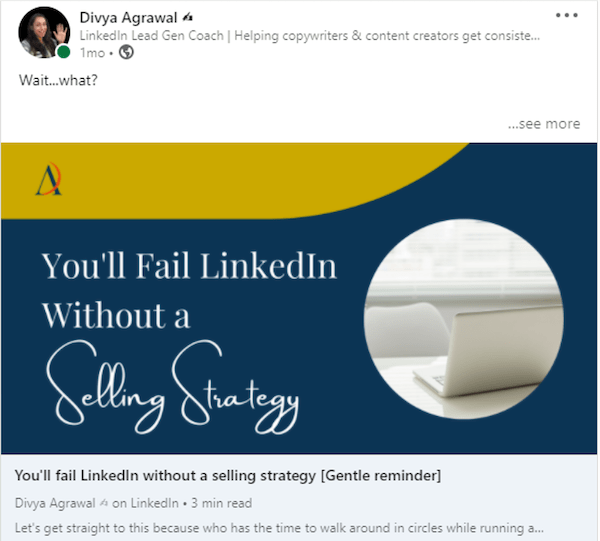 Divya Agrawal ✍
LinkedIn Lead Gen Coach | Helping copywriters & content creators get consiste...
1mo •
Wait...what?
...see more
You'll Fail LinkedIn
Without a
Selling Strategy
You'll fail LinkedIn without a selling strategy [Gentle reminder]
Divya Agrawal ✍ on LinkedIn • 3 min read
Let's get straight to this because who has the time to walk around in circles while running a...